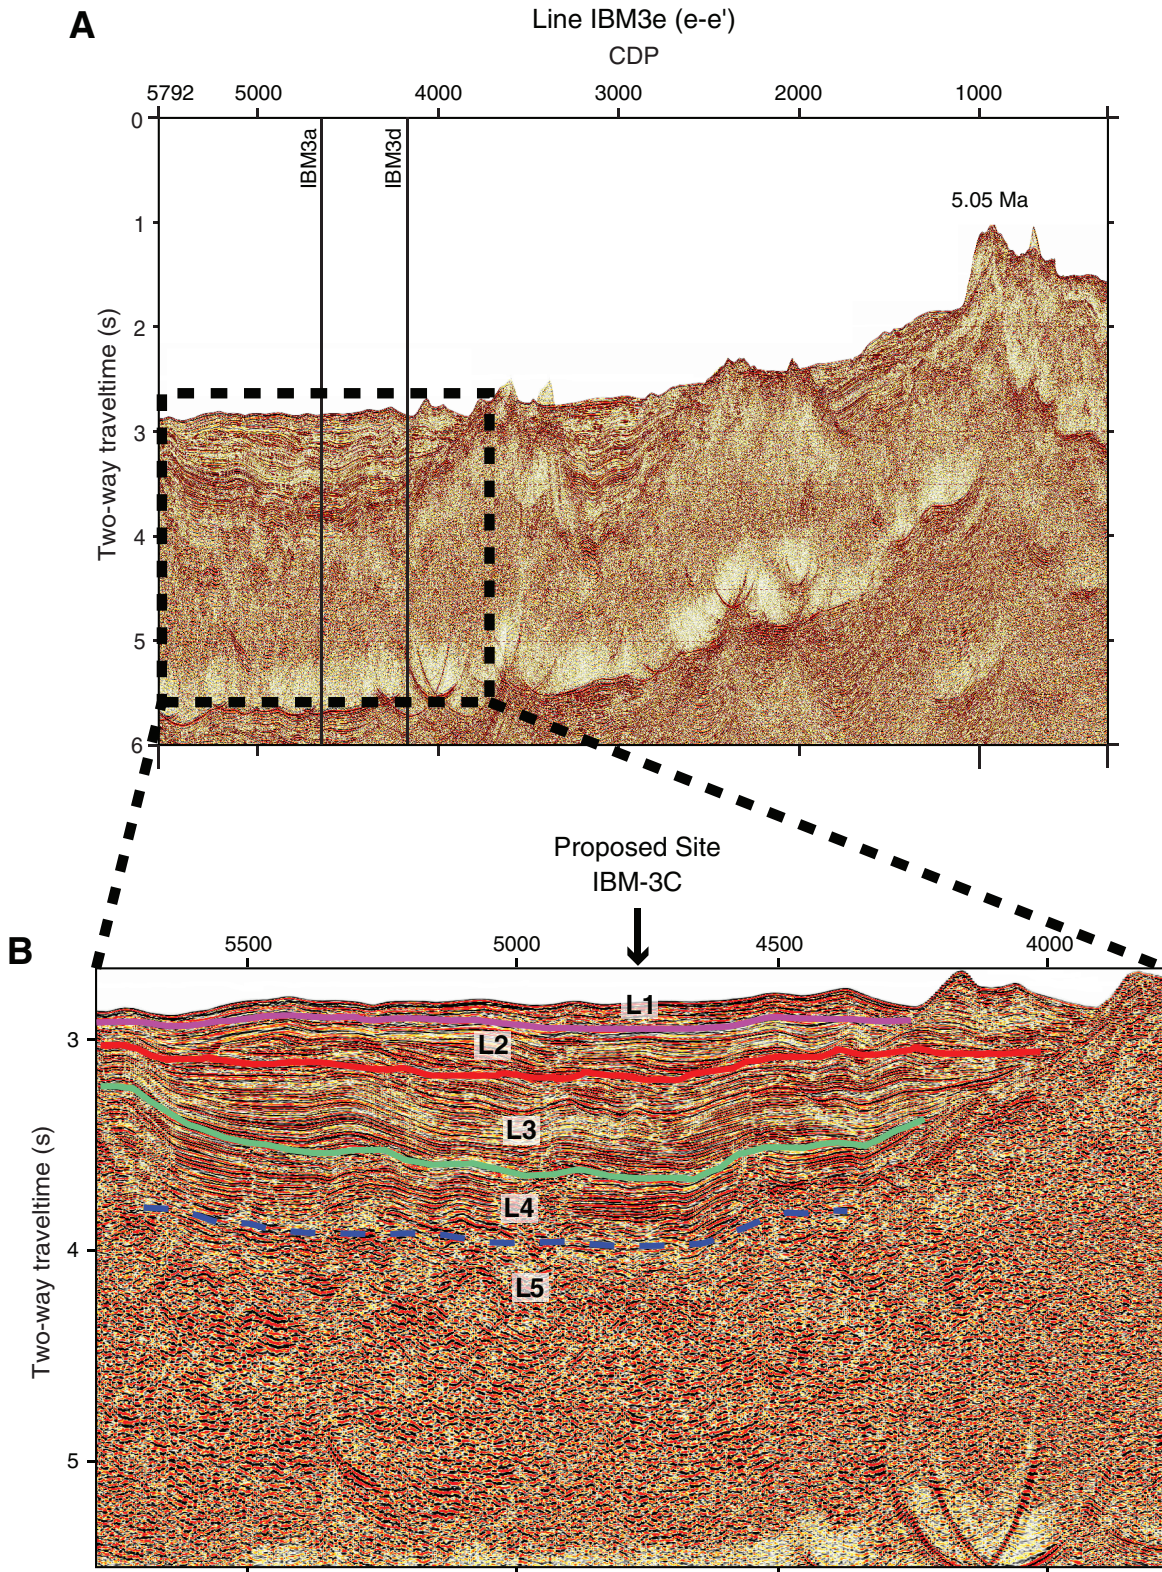 A
Line IBM3e (e-e')
CDP
5792 5000 4000 3000 2000 1000
IBM3a
IBM3d
5.05 Ma
0
1
2
3
4
5
6
Two-way traveltime (s)
Proposed Site
IBM-3C
B
5500 5000 4500 4000
3
4
5
Two-way traveltime (s)
L1
L2
L3
L4
L5